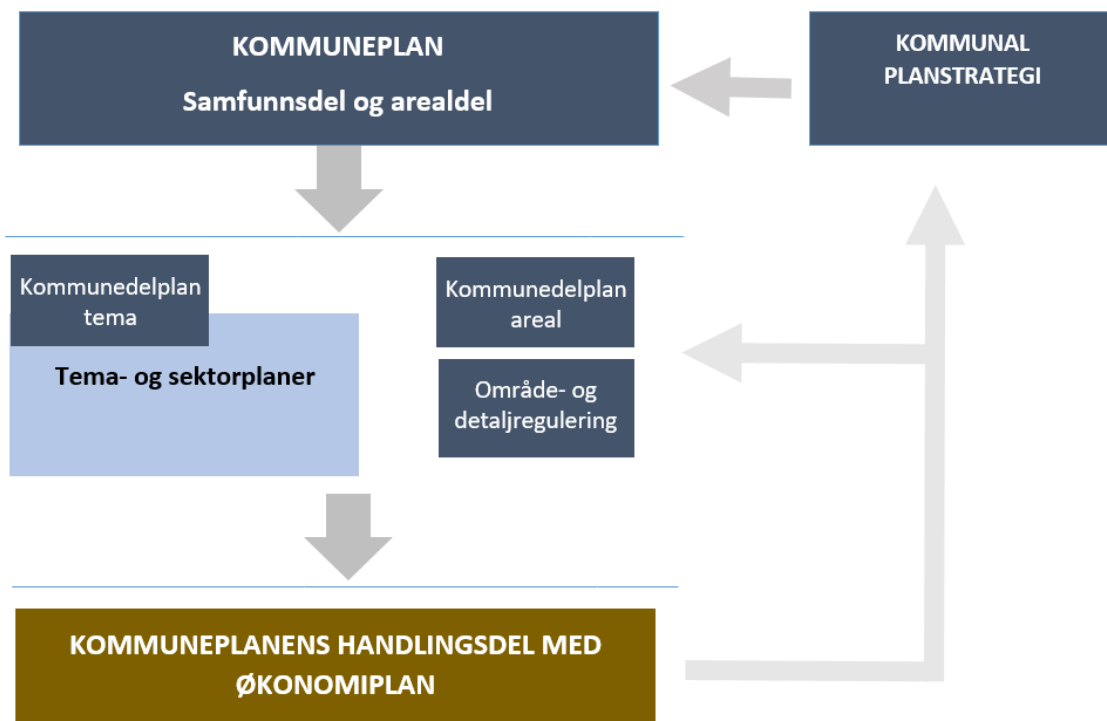 KOMMUNEPLAN
Samfunnsdel og arealdel
KOMMUNAL
PLANSTRATEGI
Kommunedelplan
tema
Tema- og sektorplaner
Kommunedelplan
areal
Område- og
detaljregulering
KOMMUNEPLANENS HANDLINGSDEL MED
ØKONOMIPLAN